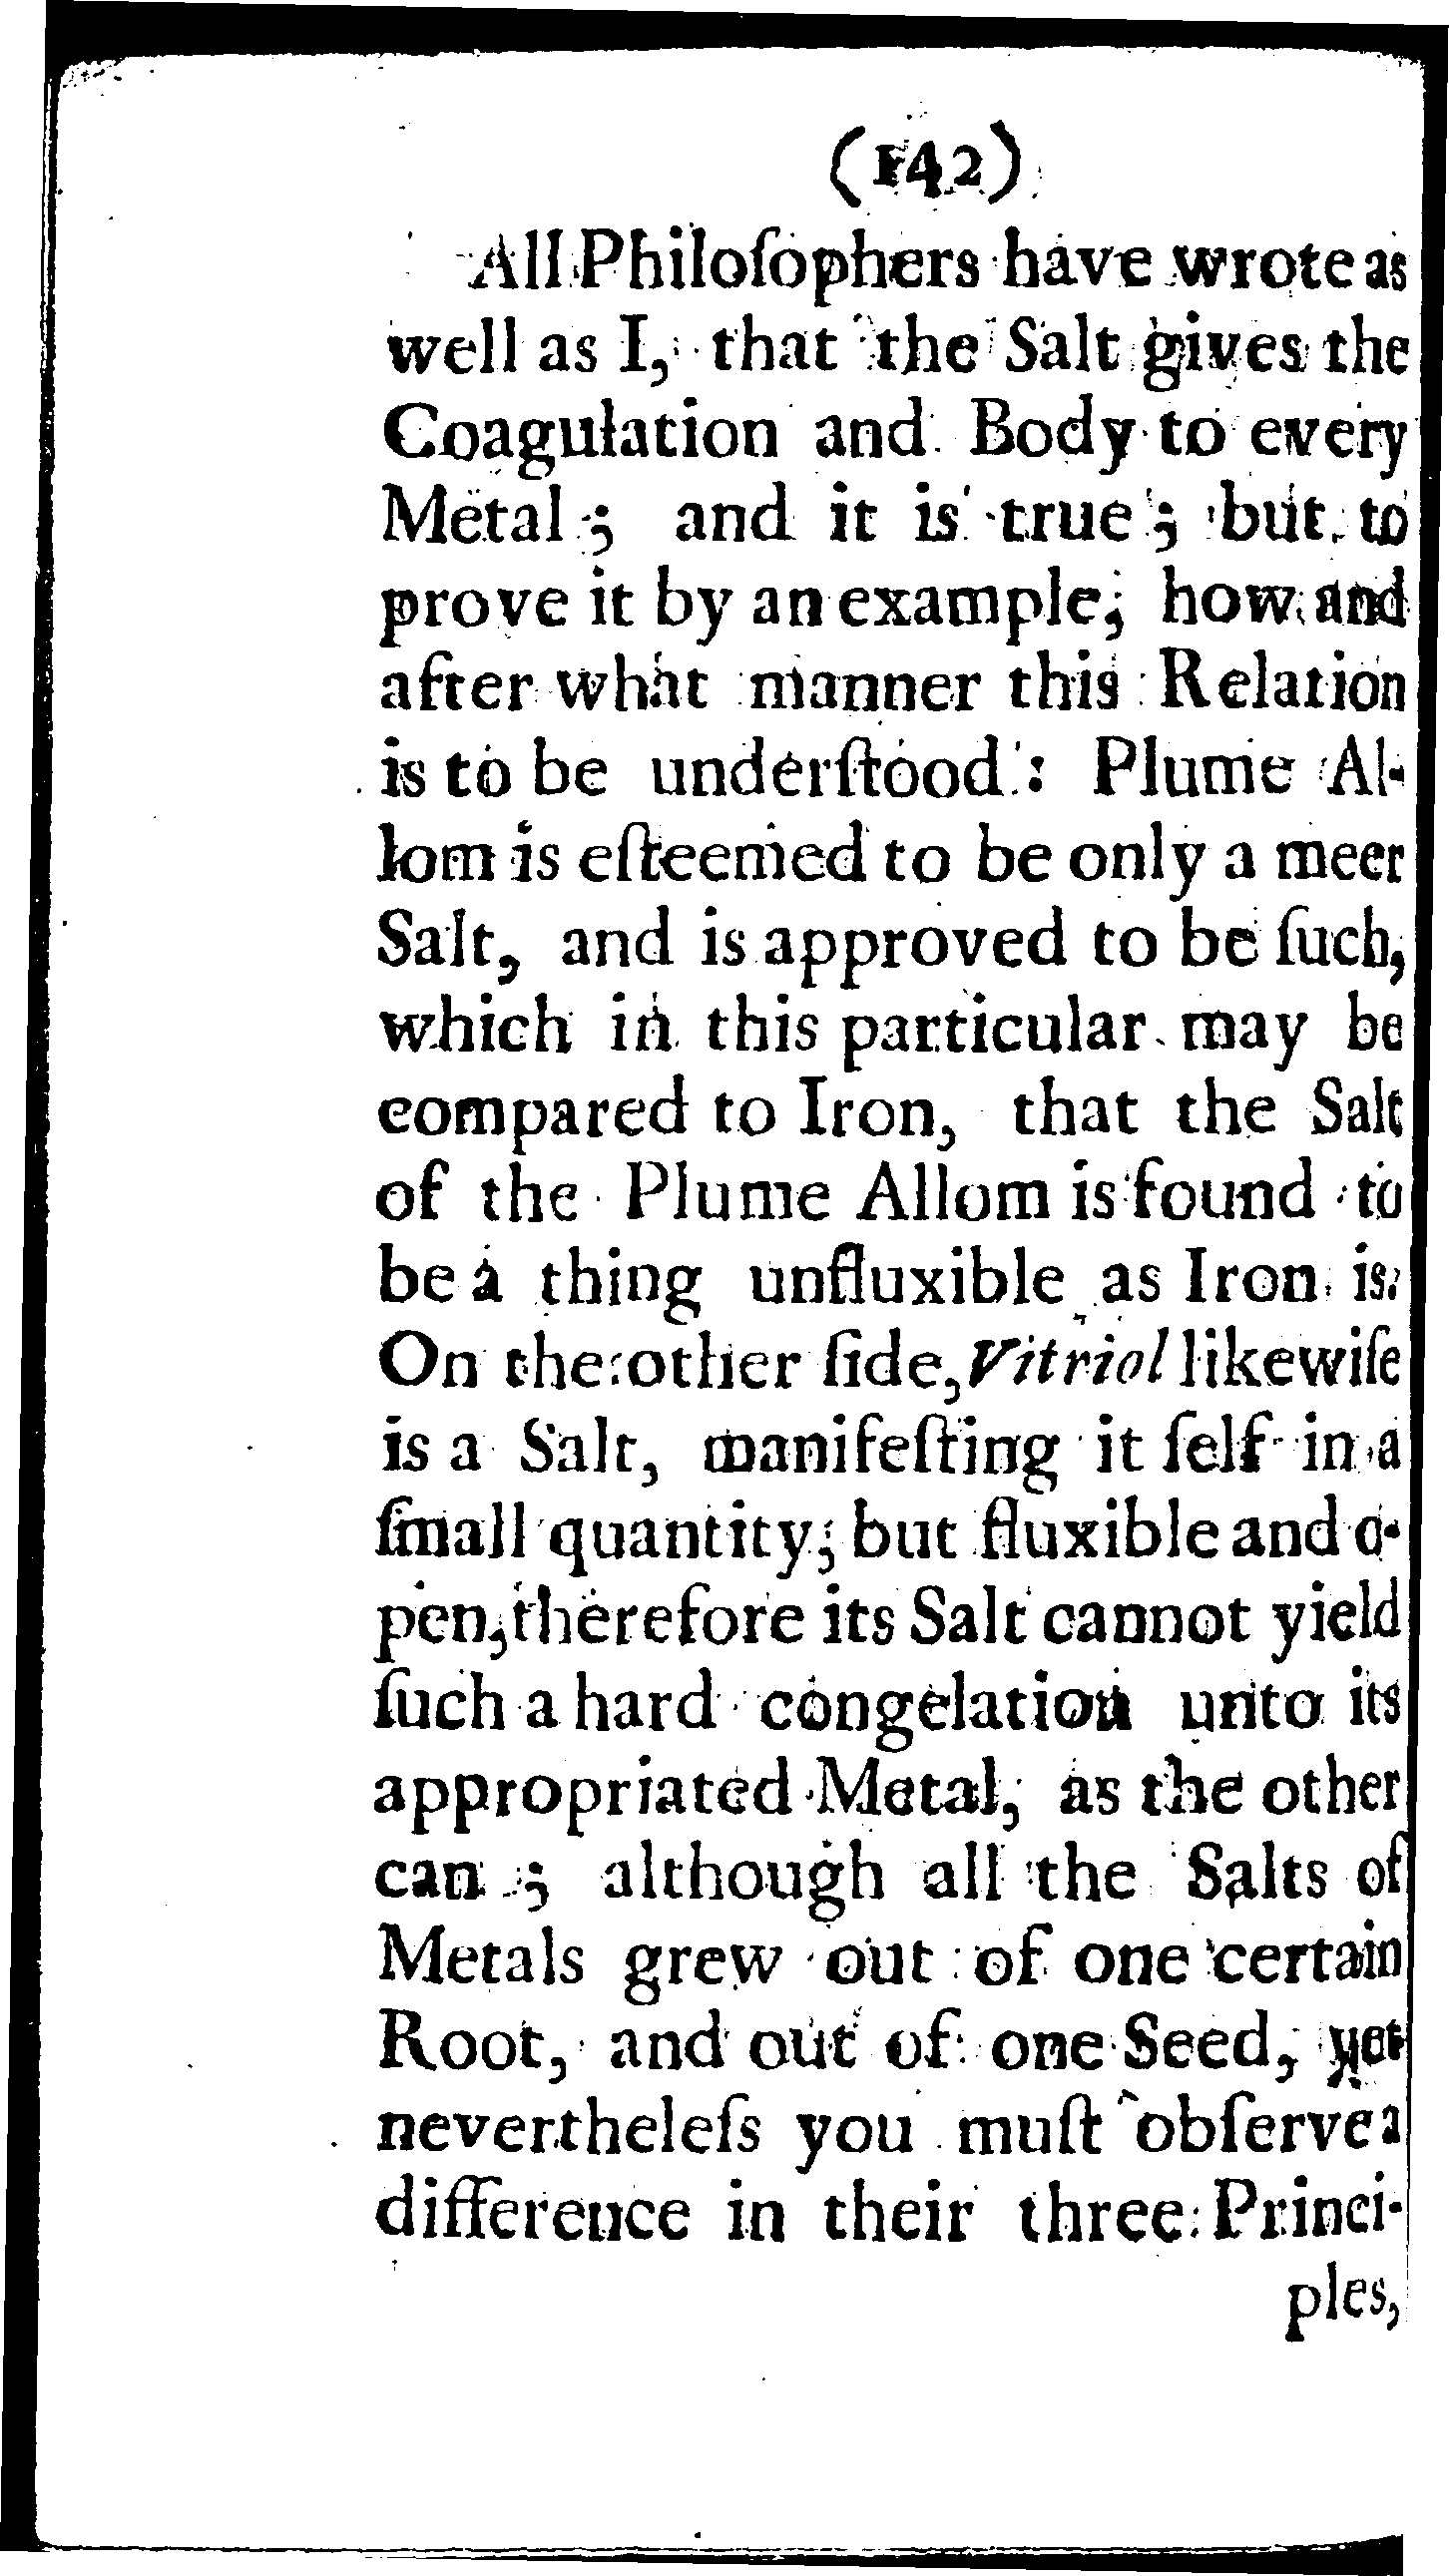 (142)
All Philoſophers have wrote as
well as I, that the Salt gives the
Coagulation and Body to every
Metal ; and it is true ; but to
prove it by an example, how and
after what manner this Relation
is to be underſtood : Plume Al-
lom is eſteemed to be only a meer
Salt, and is approved to be ſuch,
which in this particular may be
compared to Iron, that the Salt
of the Plume Allom is found to
be a thing unfluxible as Iron is.
On the other ſide, Vitriol likewiſe
is a Salt, manifeſting it ſelf in a
ſmall quantity, but fluxible and o-
pen, therefore its Salt cannot yield
ſuch a hard congelation unto its
appropriated Metal, as the other
can ; although all the Salts of
Metals grew out of one certain
Root, and out of one Seed, yet
nevertheleſs you muſt obſerve a
difference in their three Princi-
ples,